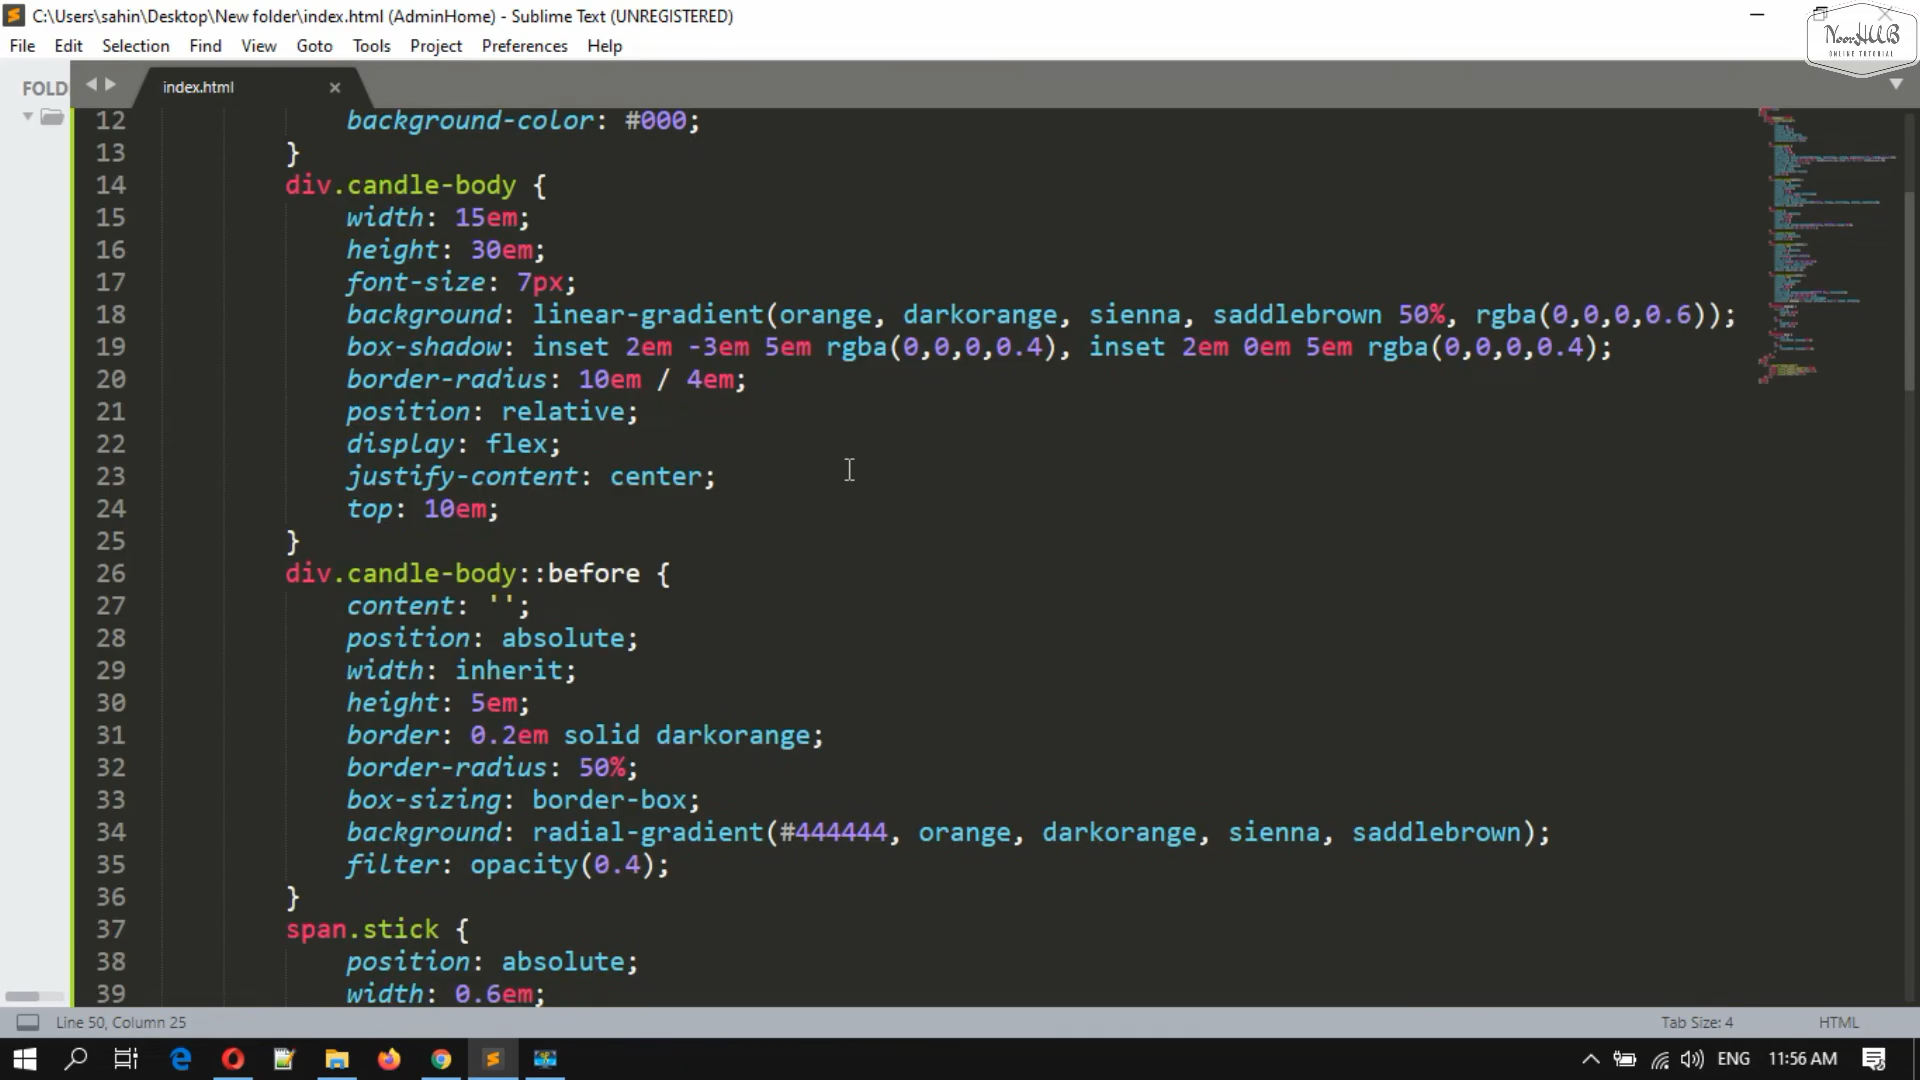 C:\Users\sahin\Desktop\New folder\index.html (AdminHome) - Sublime Text (UNREGISTERED)
File Edit Selection Find View Goto Tools Project Preferences Help
NoorHUB
ONLINE TUTORIAL
FOLD
index.html ×
12 background-color: #000;
13 }
14 div.candle-body {
15 width: 15em;
16 height: 30em;
17 font-size: 7px;
18 background: linear-gradient(orange, darkorange, sienna, saddlebrown 50%, rgba(0,0,0,0.6));
19 box-shadow: inset 2em -3em 5em rgba(0,0,0,0.4), inset 2em 0em 5em rgba(0,0,0,0.4);
20 border-radius: 10em / 4em;
21 position: relative;
22 display: flex;
23 justify-content: center;
24 top: 10em;
25 }
26 div.candle-body::before {
27 content: '';
28 position: absolute;
29 width: inherit;
30 height: 5em;
31 border: 0.2em solid darkorange;
32 border-radius: 50%;
33 box-sizing: border-box;
34 background: radial-gradient(#444444, orange, darkorange, sienna, saddlebrown);
35 filter: opacity(0.4);
36 }
37 span.stick {
38 position: absolute;
39 width: 0.6em;
Line 50, Column 25 Tab Size: 4 HTML
ENG 11:56 AM